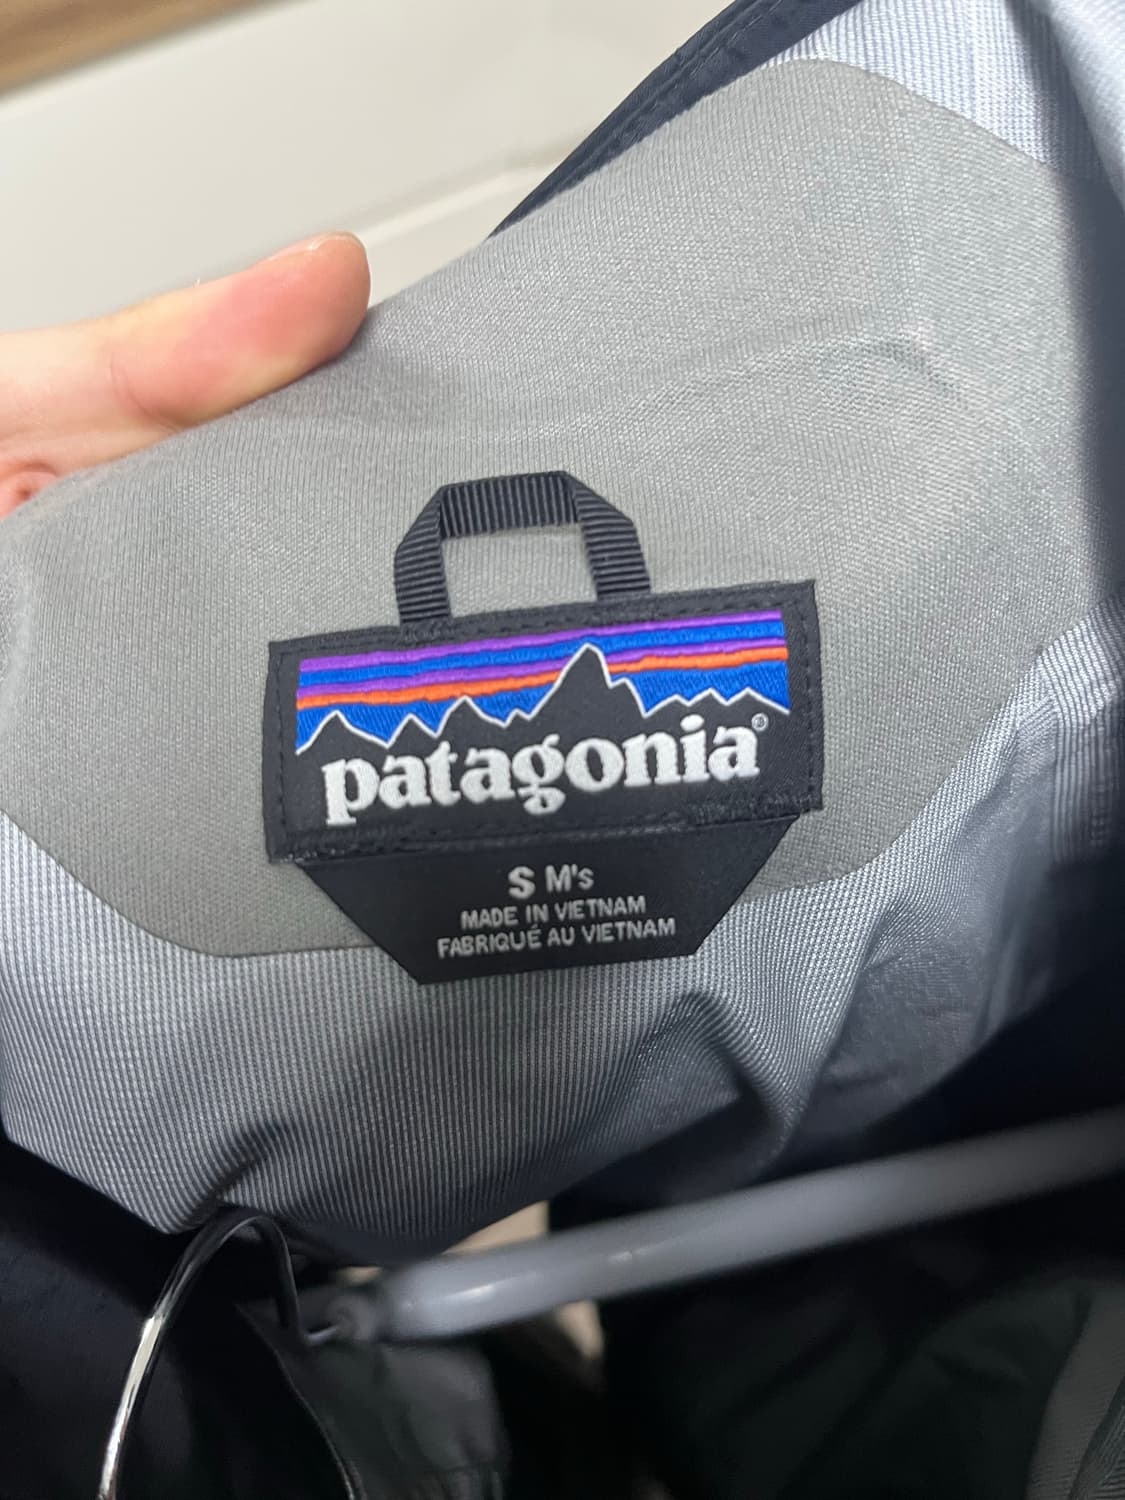 patagonia®
S M's
MADE IN VIETNAM
FABRIQUÉ AU VIETNAM